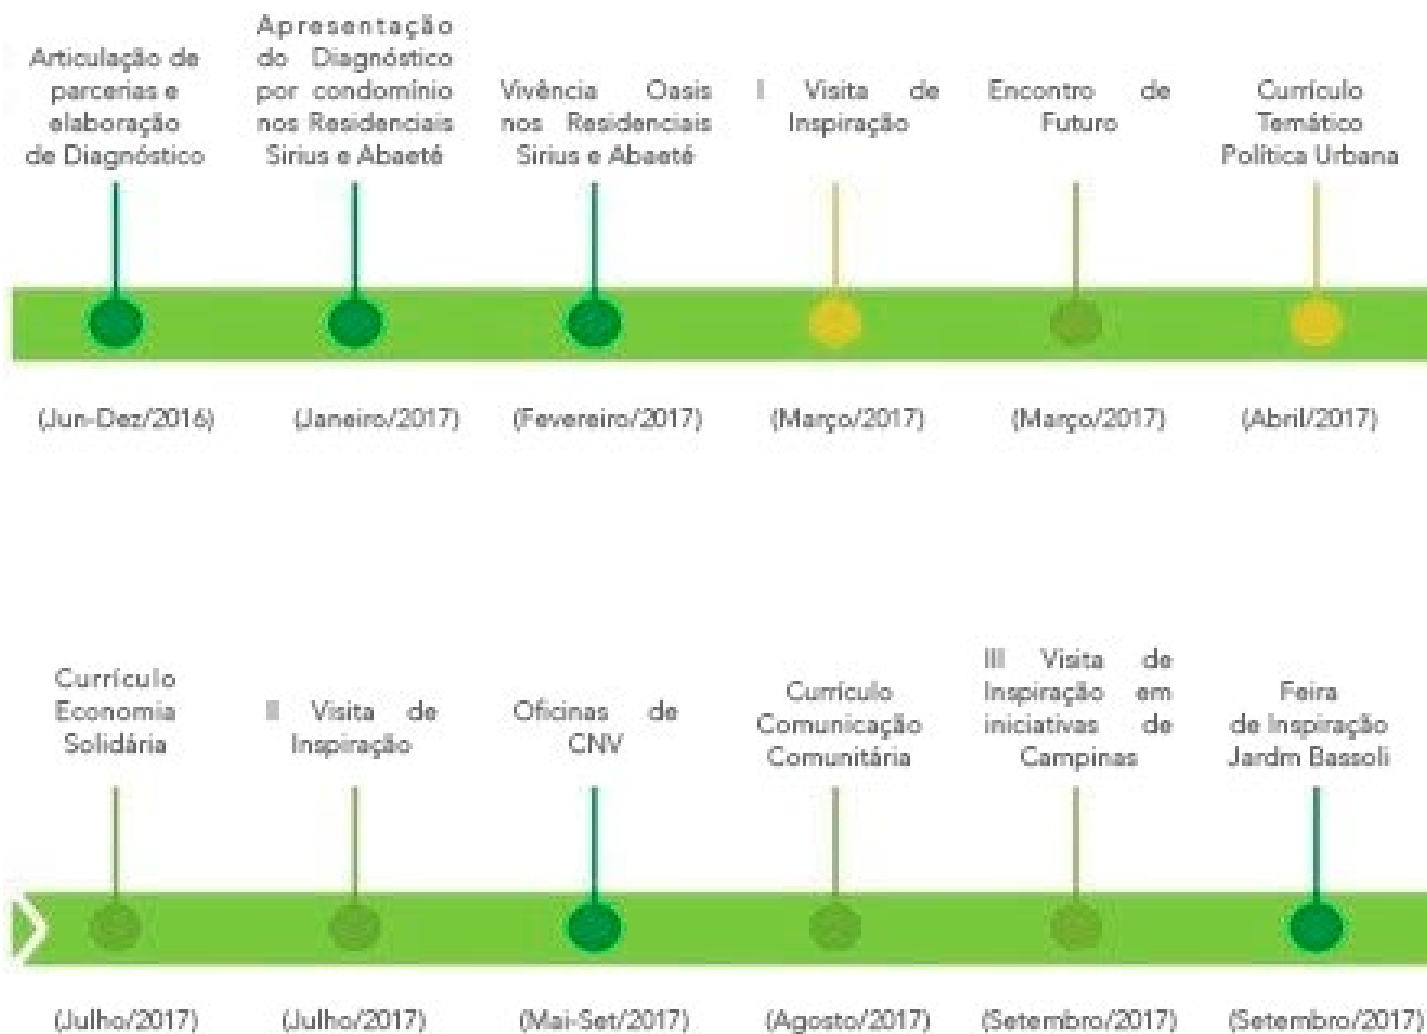 Articulação de
parcerias e
elaboração
de Diagnóstico
Apresentação
do Diagnóstico
por condomínio
nos Residenciais
Sirius e Abaeté
Vivência Oasis
nos Residenciais
Sirius e Abaeté
I Visita de
Inspiração
Encontro de
Futuro
Currículo
Temático
Política Urbana
(Jun-Dez/2016)
(Janeiro/2017)
(Fevereiro/2017)
(Março/2017)
(Março/2017)
(Abril/2017)
Currículo
Economia
Solidária
II Visita de
Inspiração
Oficinas de
CNV
Currículo
Comunicação
Comunitária
III Visita de
Inspiração em
iniciativas de
Campinas
Feira
de Inspiração
Jardm Bassoli
(Julho/2017)
(Julho/2017)
(Mai-Set/2017)
(Agosto/2017)
(Setembro/2017)
(Setembro/2017)